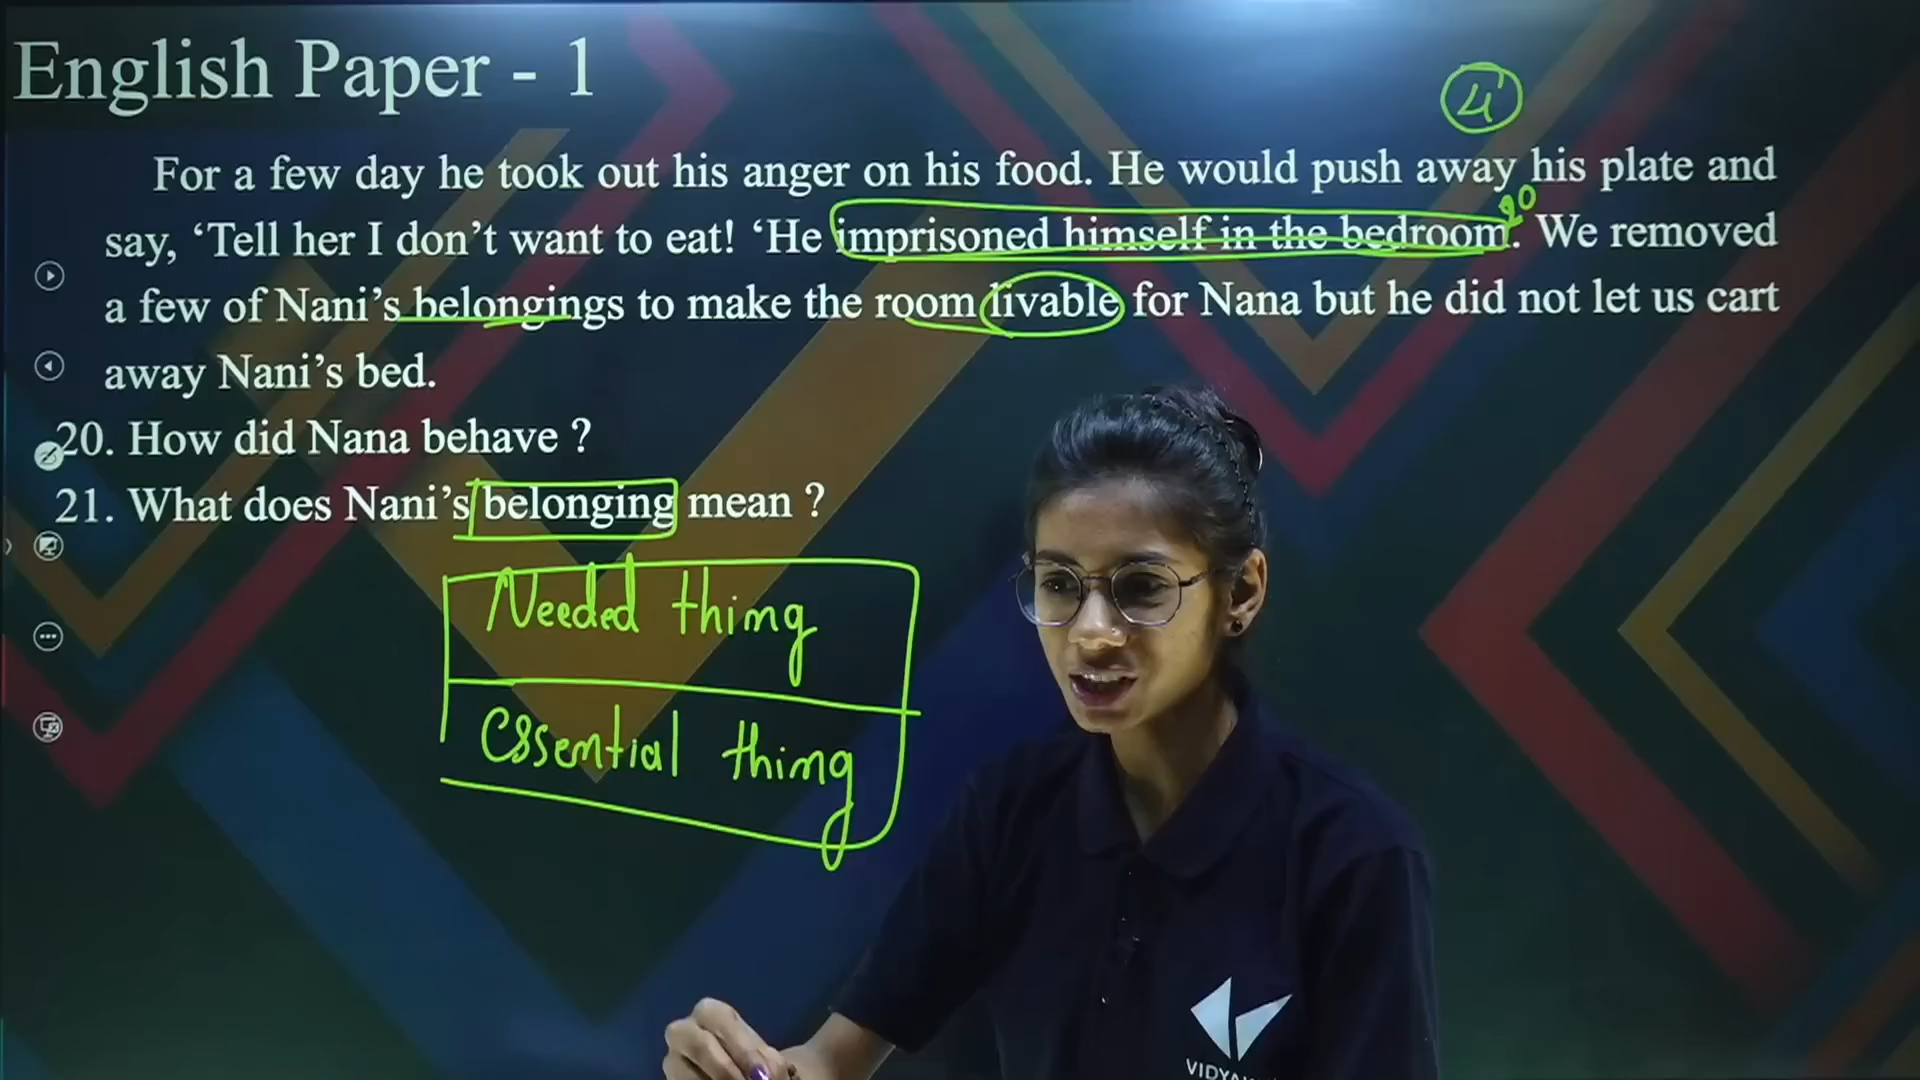 English Paper - 1
4
For a few day he took out his anger on his food. He would push away his plate and
say, ‘Tell her I don’t want to eat! ‘He imprisoned himself in the bedroom. We removed
20
a few of Nani’s belongings to make the room livable for Nana but he did not let us cart
away Nani’s bed.
20. How did Nana behave ?
21. What does Nani’s belonging mean ?
Needed thing
Essential thing